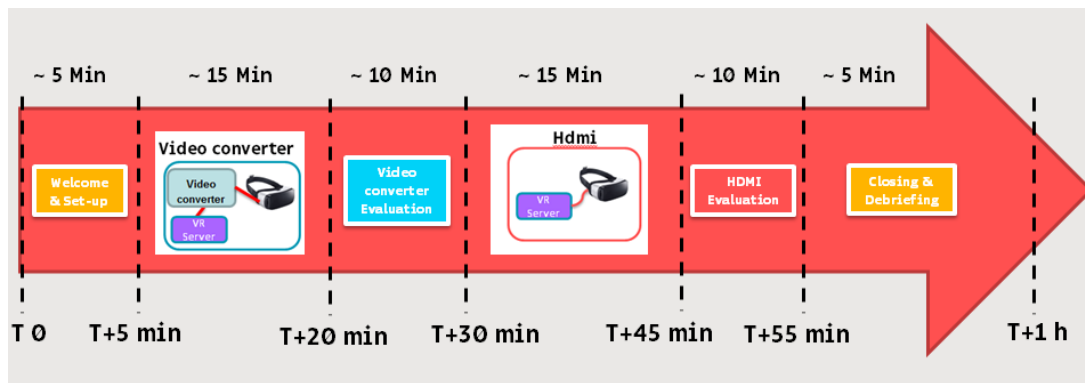 ~ 5 Min ~ 15 Min ~ 10 Min ~ 15 Min ~ 10 Min ~ 5 Min
Welcome
& Set-up
Video converter
Video
converter
VR
Server
Video
converter
Evaluation
Hdmi
VR
Server
HDMI
Evaluation
Closing &
Debriefing
T 0 T+5 min T+20 min T+30 min T+45 min T+55 min T+1 h